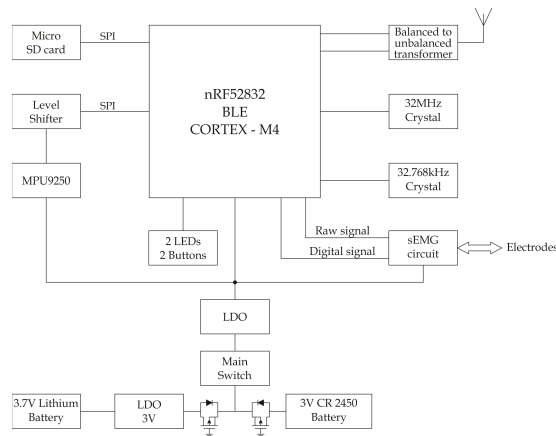 Micro
SD card
SPI
nRF52832
BLE
CORTEX - M4
Balanced to
unbalanced
transformer
Level
Shifter
SPI
32MHz
Crystal
MPU9250
32.768kHz
Crystal
2 LEDs
2 Buttons
Raw signal
Digital signal
sEMG
circuit
Electrodes
LDO
Main
Switch
3.7V Lithium
Battery
LDO
3V
3V CR 2450
Battery